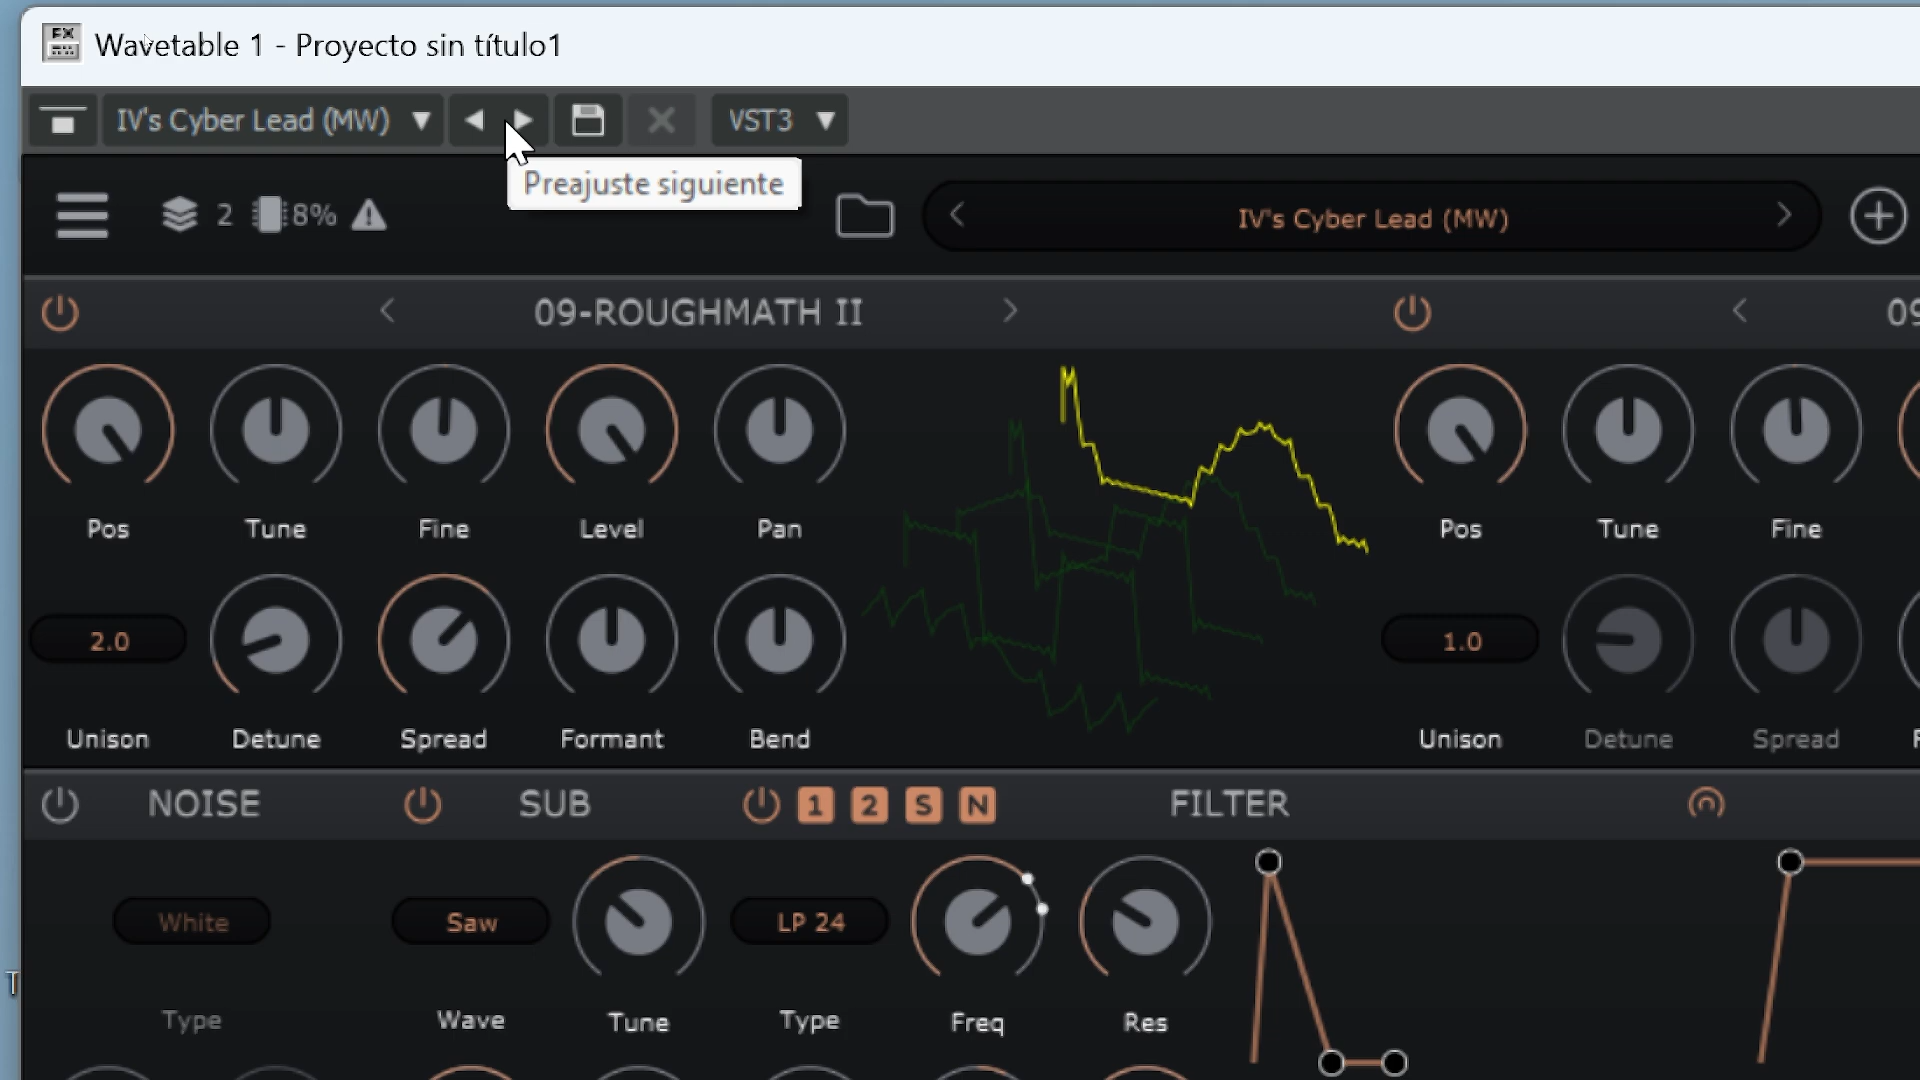 FX
Wavetable 1 - Proyecto sin título1
IV's Cyber Lead (MW)
VST3
Preajuste siguiente
2
8%
IV's Cyber Lead (MW)
09-ROUGHMATH II
09
Pos
Tune
Fine
Level
Pan
Pos
Tune
Fine
2.0
1.0
Unison
Detune
Spread
Formant
Bend
Unison
Detune
Spread
F
NOISE
SUB
1
2
S
N
FILTER
White
Saw
LP 24
T
Type
Wave
Tune
Type
Freq
Res